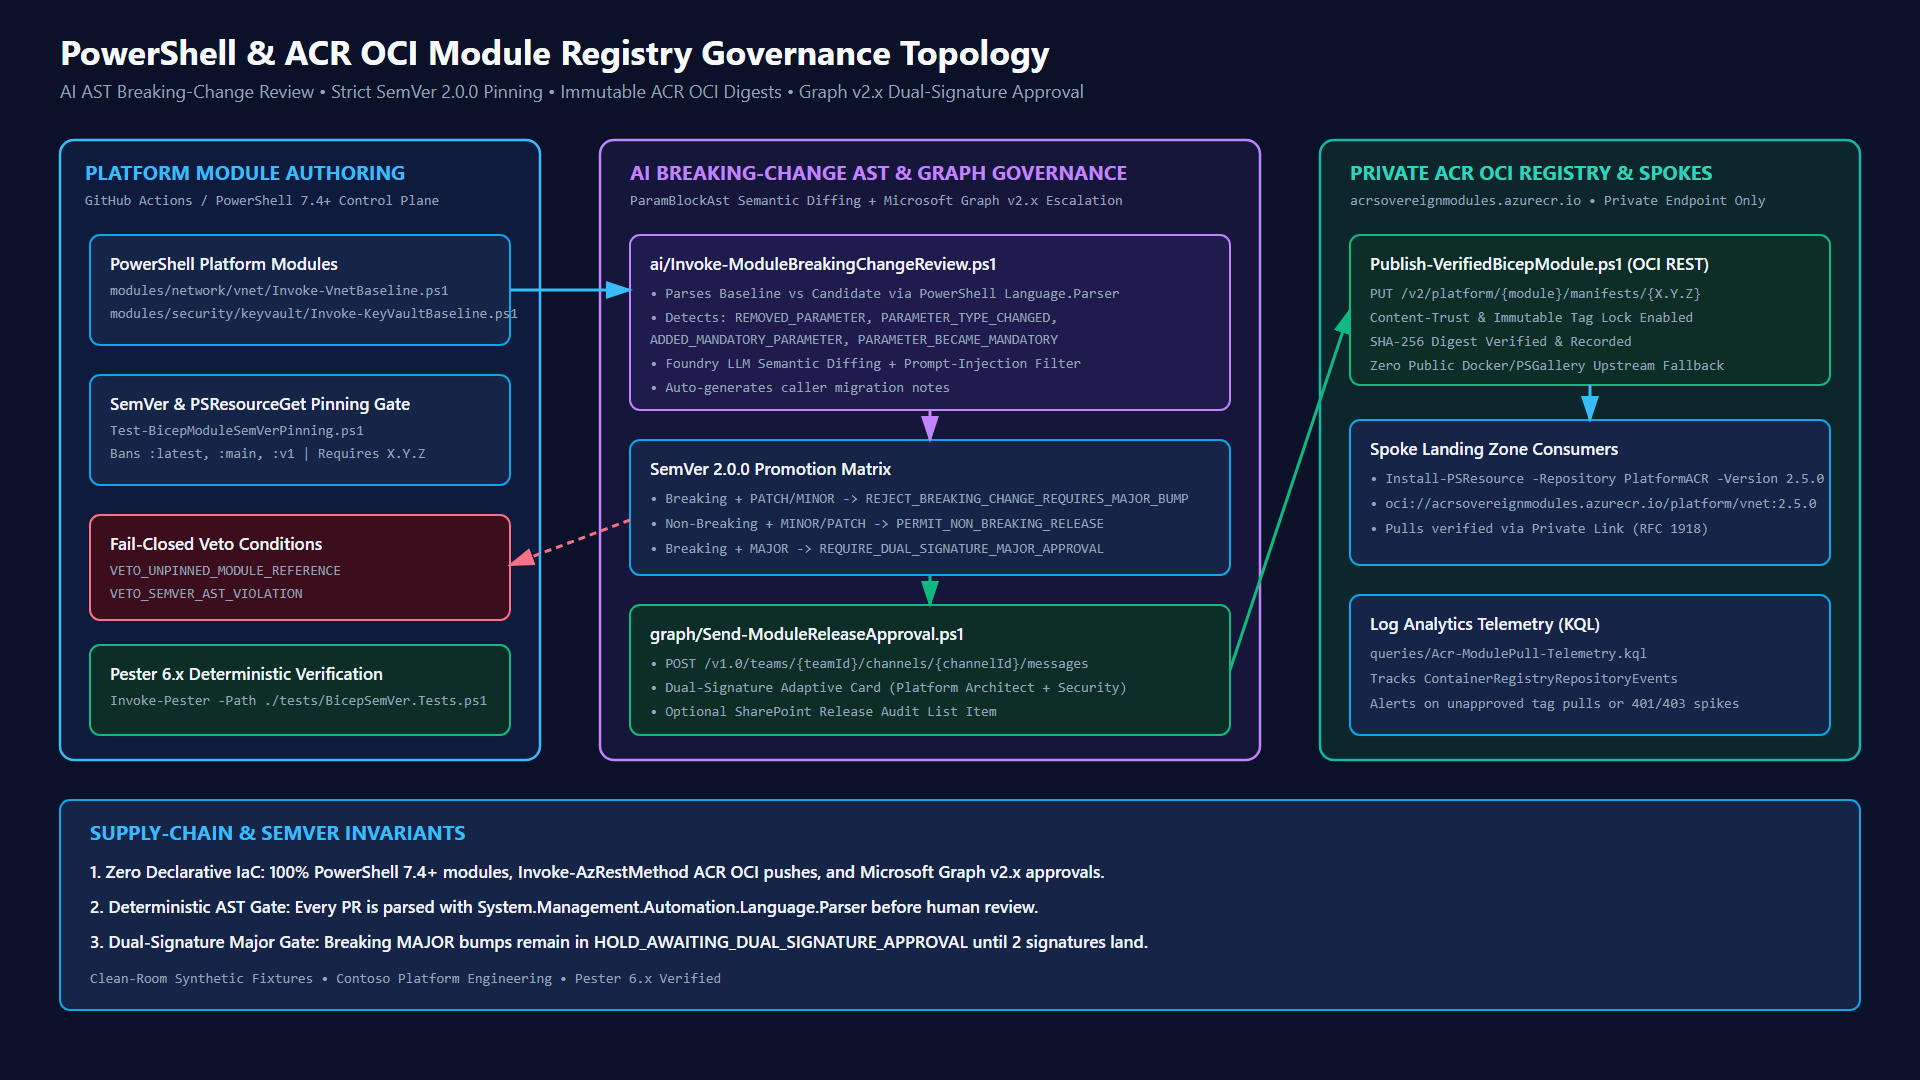 PowerShell & ACR OCI Module Registry Governance Topology
AI AST Breaking-Change Review • Strict SemVer 2.0.0 Pinning • Immutable ACR OCI Digests • Graph v2.x Dual-Signature Approval
PLATFORM MODULE AUTHORING
GitHub Actions / PowerShell 7.4+ Control Plane
PowerShell Platform Modules
modules/network/vnet/Invoke-VnetBaseline.ps1
modules/security/keyvault/Invoke-KeyVaultBaseline.ps1
SemVer & PSResourceGet Pinning Gate
Test-BicepModuleSemVerPinning.ps1
Bans :latest, :main, :v1 | Requires X.Y.Z
Fail-Closed Veto Conditions
VETO_UNPINNED_MODULE_REFERENCE
VETO_SEMVER_AST_VIOLATION
Pester 6.x Deterministic Verification
Invoke-Pester -Path ./tests/BicepSemVer.Tests.ps1
AI BREAKING-CHANGE AST & GRAPH GOVERNANCE
ParamBlockAst Semantic Diffing + Microsoft Graph v2.x Escalation
ai/Invoke-ModuleBreakingChangeReview.ps1
• Parses Baseline vs Candidate via PowerShell Language.Parser
• Detects: REMOVED_PARAMETER, PARAMETER_TYPE_CHANGED,
ADDED_MANDATORY_PARAMETER, PARAMETER_BECAME_MANDATORY
• Foundry LLM Semantic Diffing + Prompt-Injection Filter
• Auto-generates caller migration notes
SemVer 2.0.0 Promotion Matrix
• Breaking + PATCH/MINOR -> REJECT_BREAKING_CHANGE_REQUIRES_MAJOR_BUMP
• Non-Breaking + MINOR/PATCH -> PERMIT_NON_BREAKING_RELEASE
• Breaking + MAJOR -> REQUIRE_DUAL_SIGNATURE_MAJOR_APPROVAL
graph/Send-ModuleReleaseApproval.ps1
• POST /v1.0/teams/{teamId}/channels/{channelId}/messages
• Dual-Signature Adaptive Card (Platform Architect + Security)
• Optional SharePoint Release Audit List Item
PRIVATE ACR OCI REGISTRY & SPOKES
acrsovereignmodules.azurecr.io • Private Endpoint Only
Publish-VerifiedBicepModule.ps1 (OCI REST)
PUT /v2/platform/{module}/manifests/{X.Y.Z}
Content-Trust & Immutable Tag Lock Enabled
SHA-256 Digest Verified & Recorded
Zero Public Docker/PSGallery Upstream Fallback
Spoke Landing Zone Consumers
• Install-PSResource -Repository PlatformACR -Version 2.5.0
• oci://acrsovereignmodules.azurecr.io/platform/vnet:2.5.0
• Pulls verified via Private Link (RFC 1918)
Log Analytics Telemetry (KQL)
queries/Acr-ModulePull-Telemetry.kql
Tracks ContainerRegistryRepositoryEvents
Alerts on unapproved tag pulls or 401/403 spikes
SUPPLY-CHAIN & SEMVER INVARIANTS
1. Zero Declarative IaC: 100% PowerShell 7.4+ modules, Invoke-AzRestMethod ACR OCI pushes, and Microsoft Graph v2.x approvals.
2. Deterministic AST Gate: Every PR is parsed with System.Management.Automation.Language.Parser before human review.
3. Dual-Signature Major Gate: Breaking MAJOR bumps remain in HOLD_AWAITING_DUAL_SIGNATURE_APPROVAL until 2 signatures land.
Clean-Room Synthetic Fixtures • Contoso Platform Engineering • Pester 6.x Verified